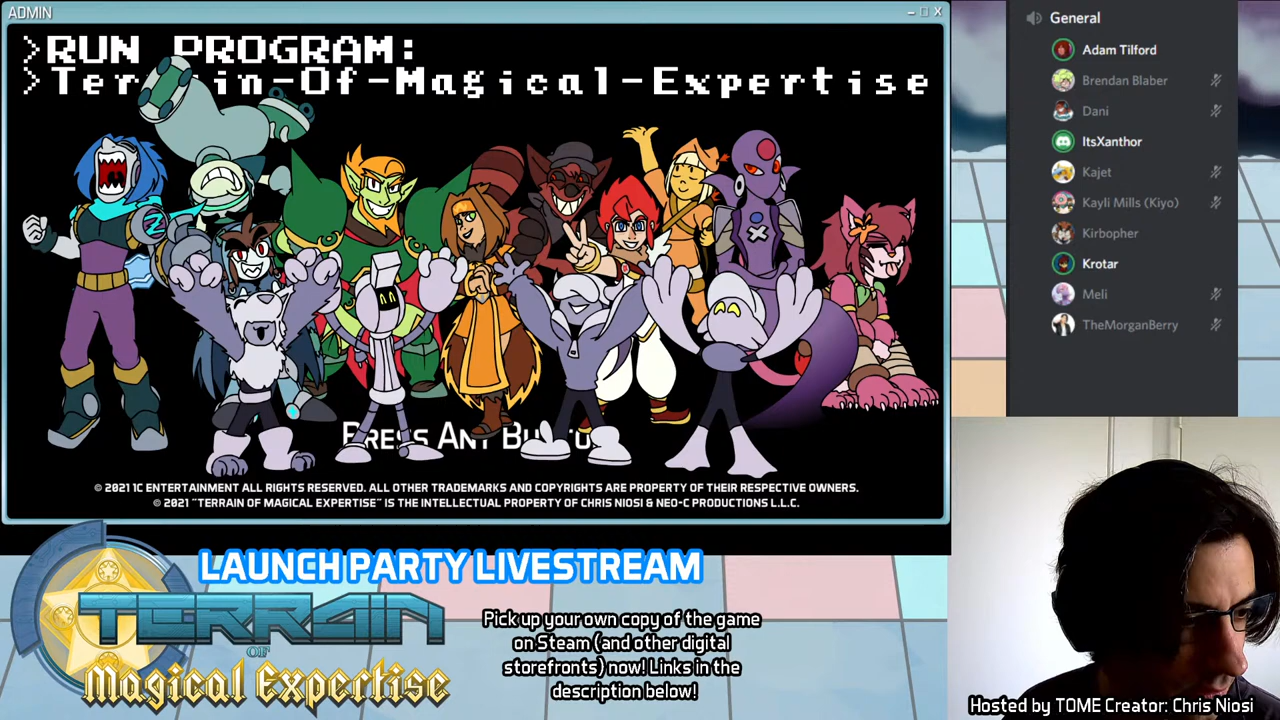 ADMIN
>RUN PROGRAM:
>Terrain-Of-Magical-Expertise
PRESS ANY BUTTON
© 2021 1C ENTERTAINMENT ALL RIGHTS RESERVED. ALL OTHER TRADEMARKS AND COPYRIGHTS ARE PROPERTY OF THEIR RESPECTIVE OWNERS.
© 2021 "TERRAIN OF MAGICAL EXPERTISE" IS THE INTELLECTUAL PROPERTY OF CHRIS NIOSI & NEO-C PRODUCTIONS L.L.C.
LAUNCH PARTY LIVESTREAM
TERRAIN
OF
Magical Expertise
Pick up your own copy of the game
on Steam (and other digital
storefronts) now! Links in the
description below!
General
Adam Tilford
Brendan Blaber
Dani
ItsXanthor
Kajet
Kayli Mills (Kiyo)
Kirbopher
Krotar
Meli
TheMorganBerry
Hosted by TOME Creator: Chris Niosi